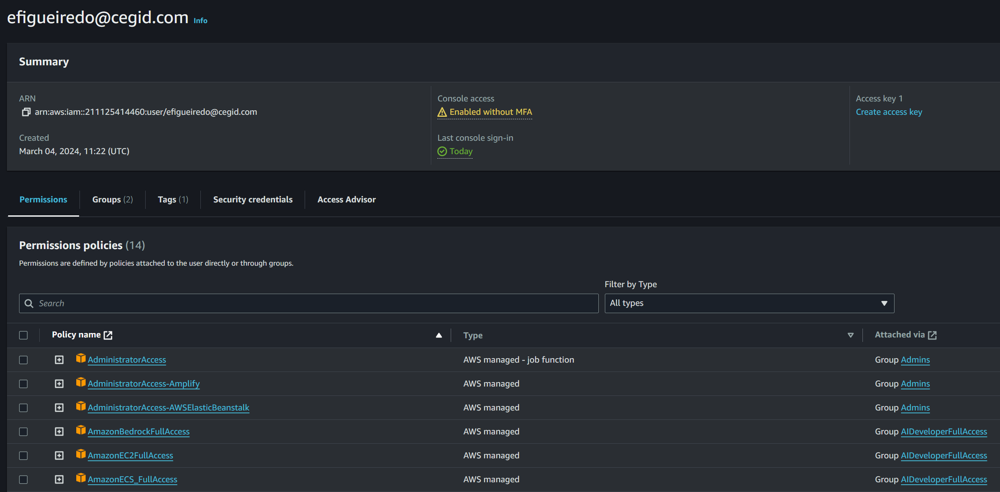 efigueiredo@cegid.com Info
Summary
ARN
arn:aws:iam::211125414460:user/efigueiredo@cegid.com
Created
March 04, 2024, 11:22 (UTC)
Console access
Enabled without MFA
Last console sign-in
Today
Access key 1
Create access key
Permissions Groups (2) Tags (1) Security credentials Access Advisor
Permissions policies (14)
Permissions are defined by policies attached to the user directly or through groups.
Filter by Type
Search All types
Policy name Type Attached via
AdministratorAccess AWS managed - job function Group Admins
AdministratorAccess-Amplify AWS managed Group Admins
AdministratorAccess-AWSElasticBeanstalk AWS managed Group Admins
AmazonBedrockFullAccess AWS managed Group AIDeveloperFullAccess
AmazonEC2FullAccess AWS managed Group AIDeveloperFullAccess
AmazonECS_FullAccess AWS managed Group AIDeveloperFullAccess